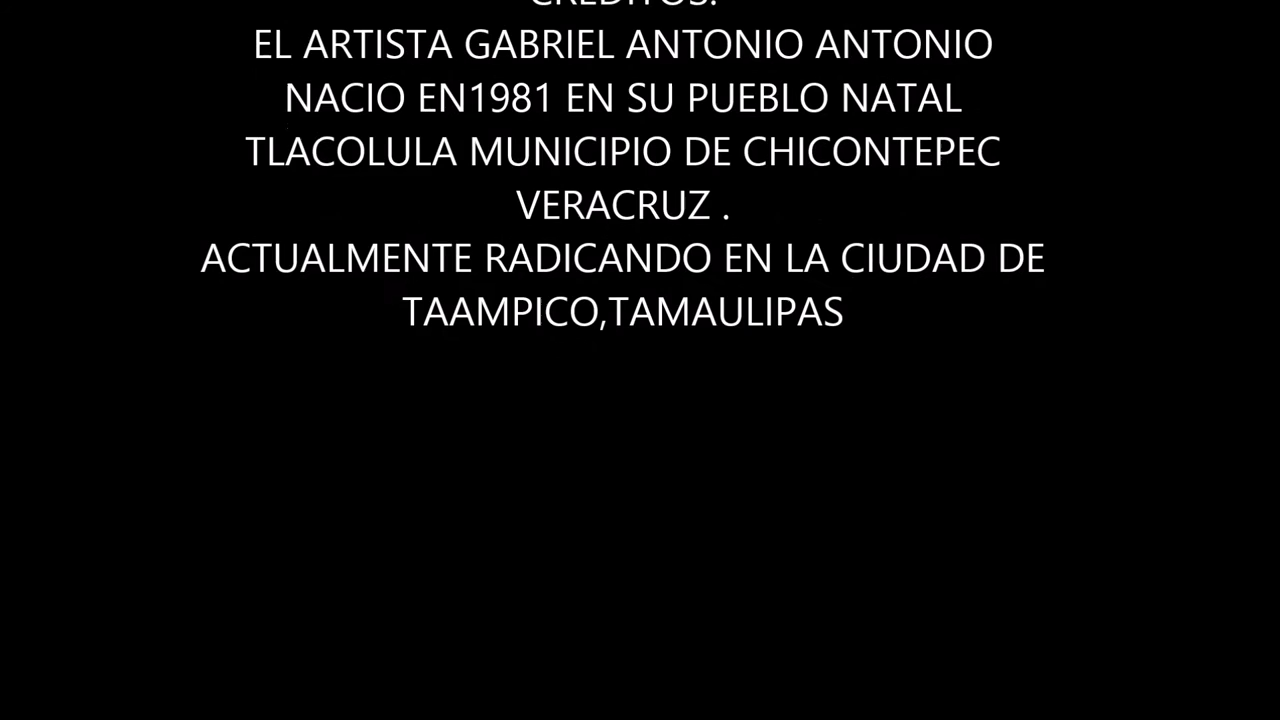 CREDITOS:
EL ARTISTA GABRIEL ANTONIO ANTONIO
NACIO EN1981 EN SU PUEBLO NATAL
TLACOLULA MUNICIPIO DE CHICONTEPEC
VERACRUZ .
ACTUALMENTE RADICANDO EN LA CIUDAD DE
TAAMPICO,TAMAULIPAS